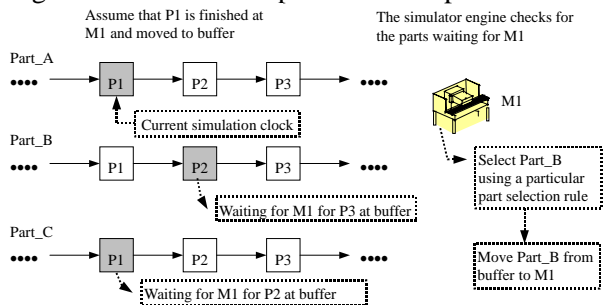 Assume that P1 is finished at
M1 and moved to buffer
The simulator engine checks for
the parts waiting for M1
Part_A
P1
P2
P3
M1
Current simulation clock
Part_B
P1
P2
P3
Select Part_B
using a particular
part selection rule
Waiting for M1 for P3 at buffer
Part_C
P1
P2
P3
Move Part_B from
buffer to M1
Waiting for M1 for P2 at buffer